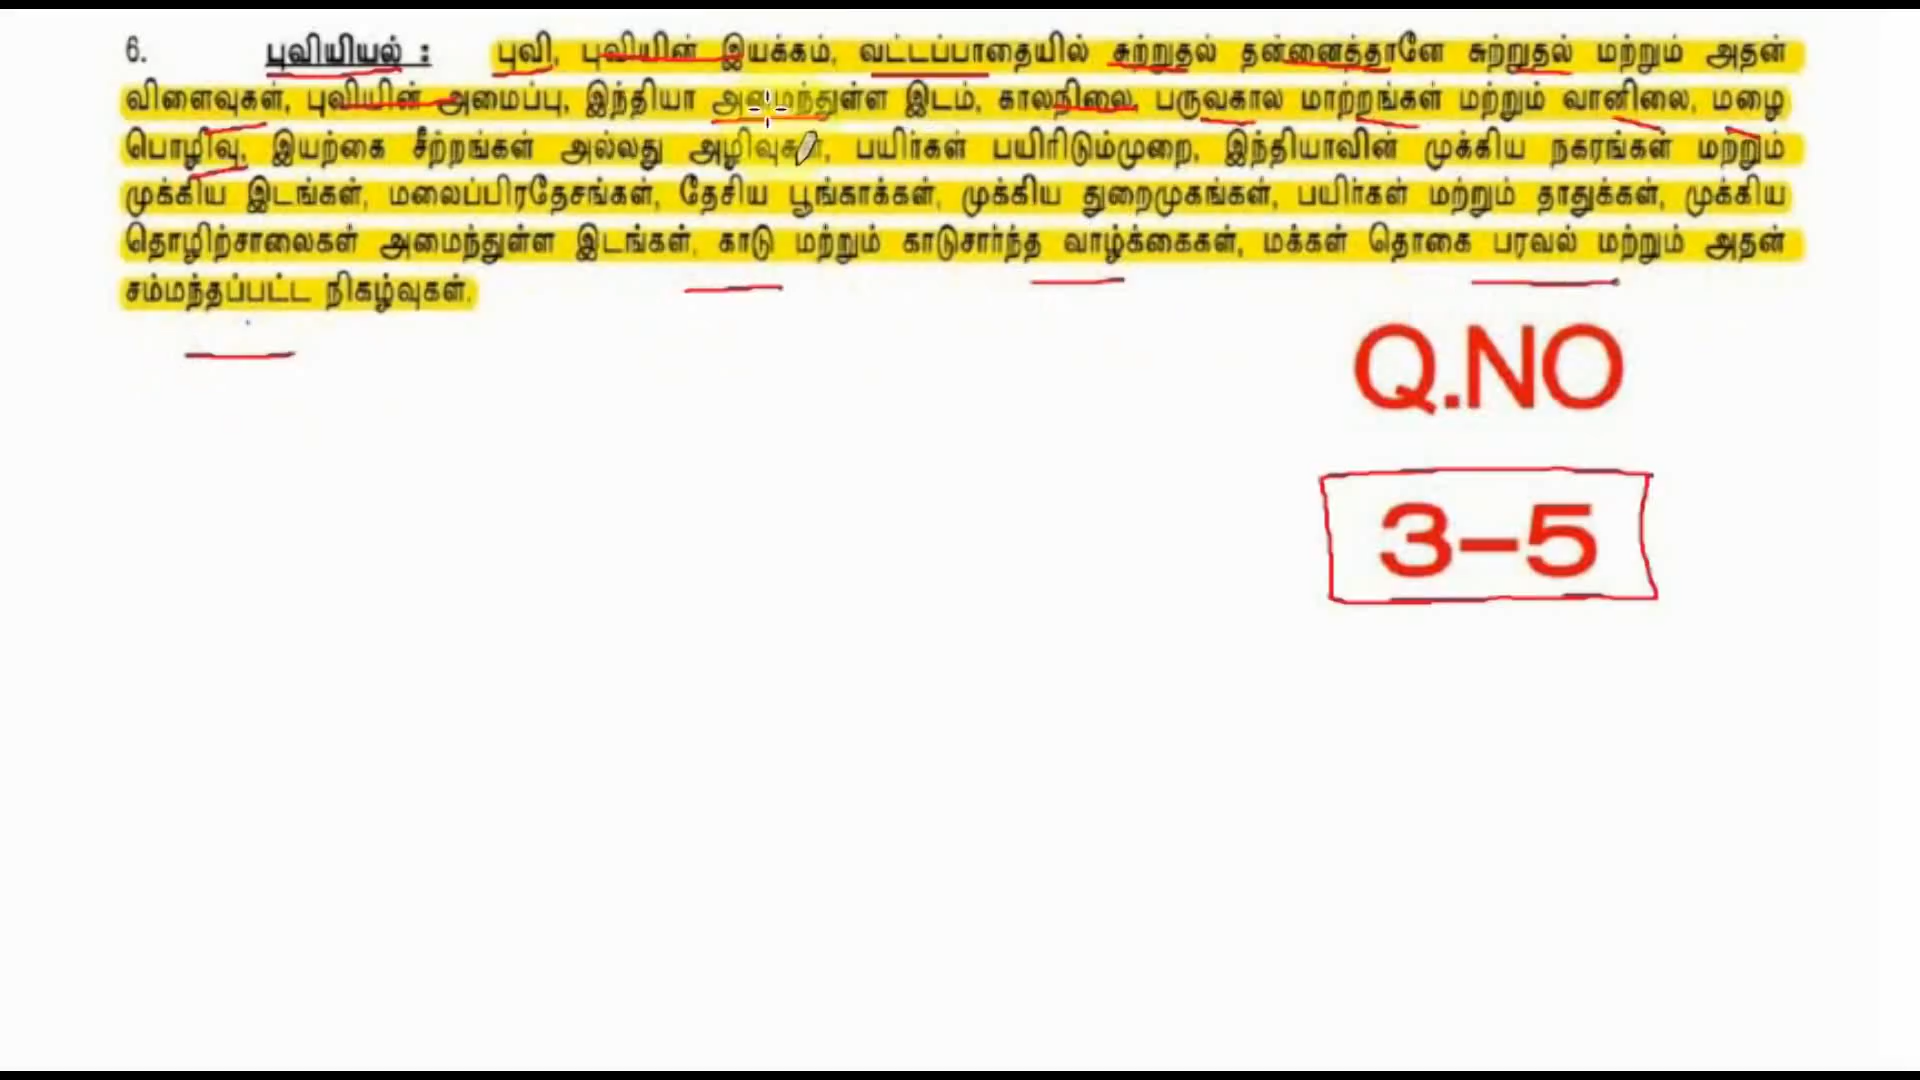 6. புவியியல் : புவி, புவியின் இயக்கம், வட்டப்பாதையில் சுற்றுதல் தன்னைத்தானே சுற்றுதல் மற்றும் அதன்
விளைவுகள், புவியின் அமைப்பு, இந்தியா அமைந்துள்ள இடம், காலநிலை, பருவகால மாற்றங்கள் மற்றும் வானிலை, மழை
பொழிவு, இயற்கை சீற்றங்கள் அல்லது அழிவுகள், பயிர்கள் பயிரிடும்முறை, இந்தியாவின் முக்கிய நகரங்கள் மற்றும்
முக்கிய இடங்கள், மலைப்பிரதேசங்கள், தேசிய பூங்காக்கள், முக்கிய துறைமுகங்கள், பயிர்கள் மற்றும் தாதுக்கள், முக்கிய
தொழிற்சாலைகள் அமைந்துள்ள இடங்கள், காடு மற்றும் காடுசார்ந்த வாழ்க்கைகள், மக்கள் தொகை பரவல் மற்றும் அதன்
சம்மந்தப்பட்ட நிகழ்வுகள்.
Q.NO
3-5